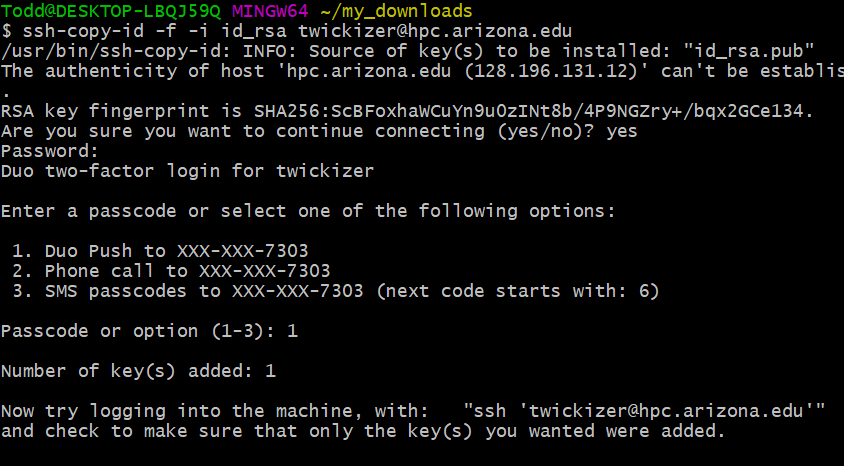 Todd@DESKTOP-LBQJ59Q MINGW64 ~/my_downloads
$ ssh-copy-id -f -i id_rsa twickizer@hpc.arizona.edu
/usr/bin/ssh-copy-id: INFO: Source of key(s) to be installed: "id_rsa.pub"
The authenticity of host 'hpc.arizona.edu (128.196.131.12)' can't be establis
.
RSA key fingerprint is SHA256:ScBFoxhaWCuYn9u0zINt8b/4P9NGZry+/bqx2GCe134.
Are you sure you want to continue connecting (yes/no)? yes
Password:
Duo two-factor login for twickizer
Enter a passcode or select one of the following options:
1. Duo Push to XXX-XXX-7303
2. Phone call to XXX-XXX-7303
3. SMS passcodes to XXX-XXX-7303 (next code starts with: 6)
Passcode or option (1-3): 1
Number of key(s) added: 1
Now try logging into the machine, with:   "ssh 'twickizer@hpc.arizona.edu'"
and check to make sure that only the key(s) you wanted were added.